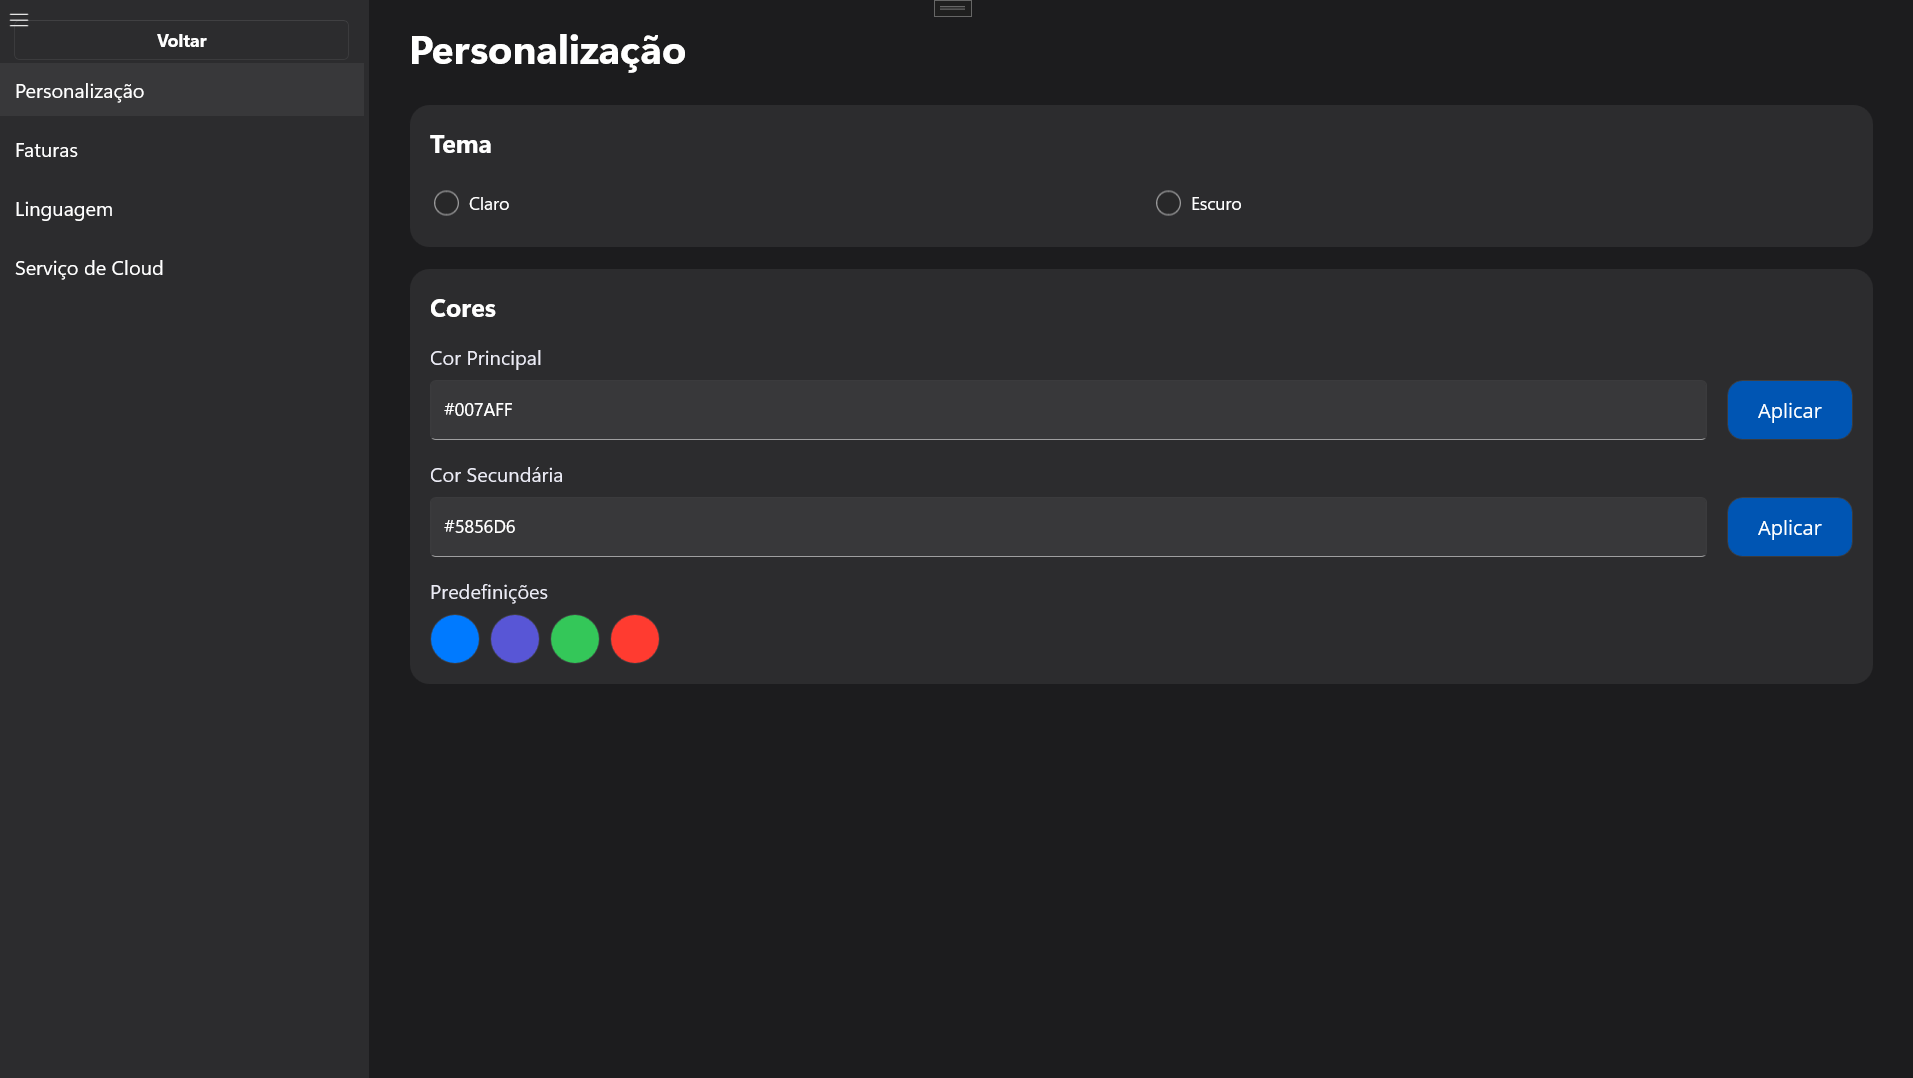 Voltar
Personalização
Faturas
Linguagem
Serviço de Cloud
Personalização
Tema
Claro
Escuro
Cores
Cor Principal
#007AFF
Aplicar
Cor Secundária
#5856D6
Aplicar
Predefinições